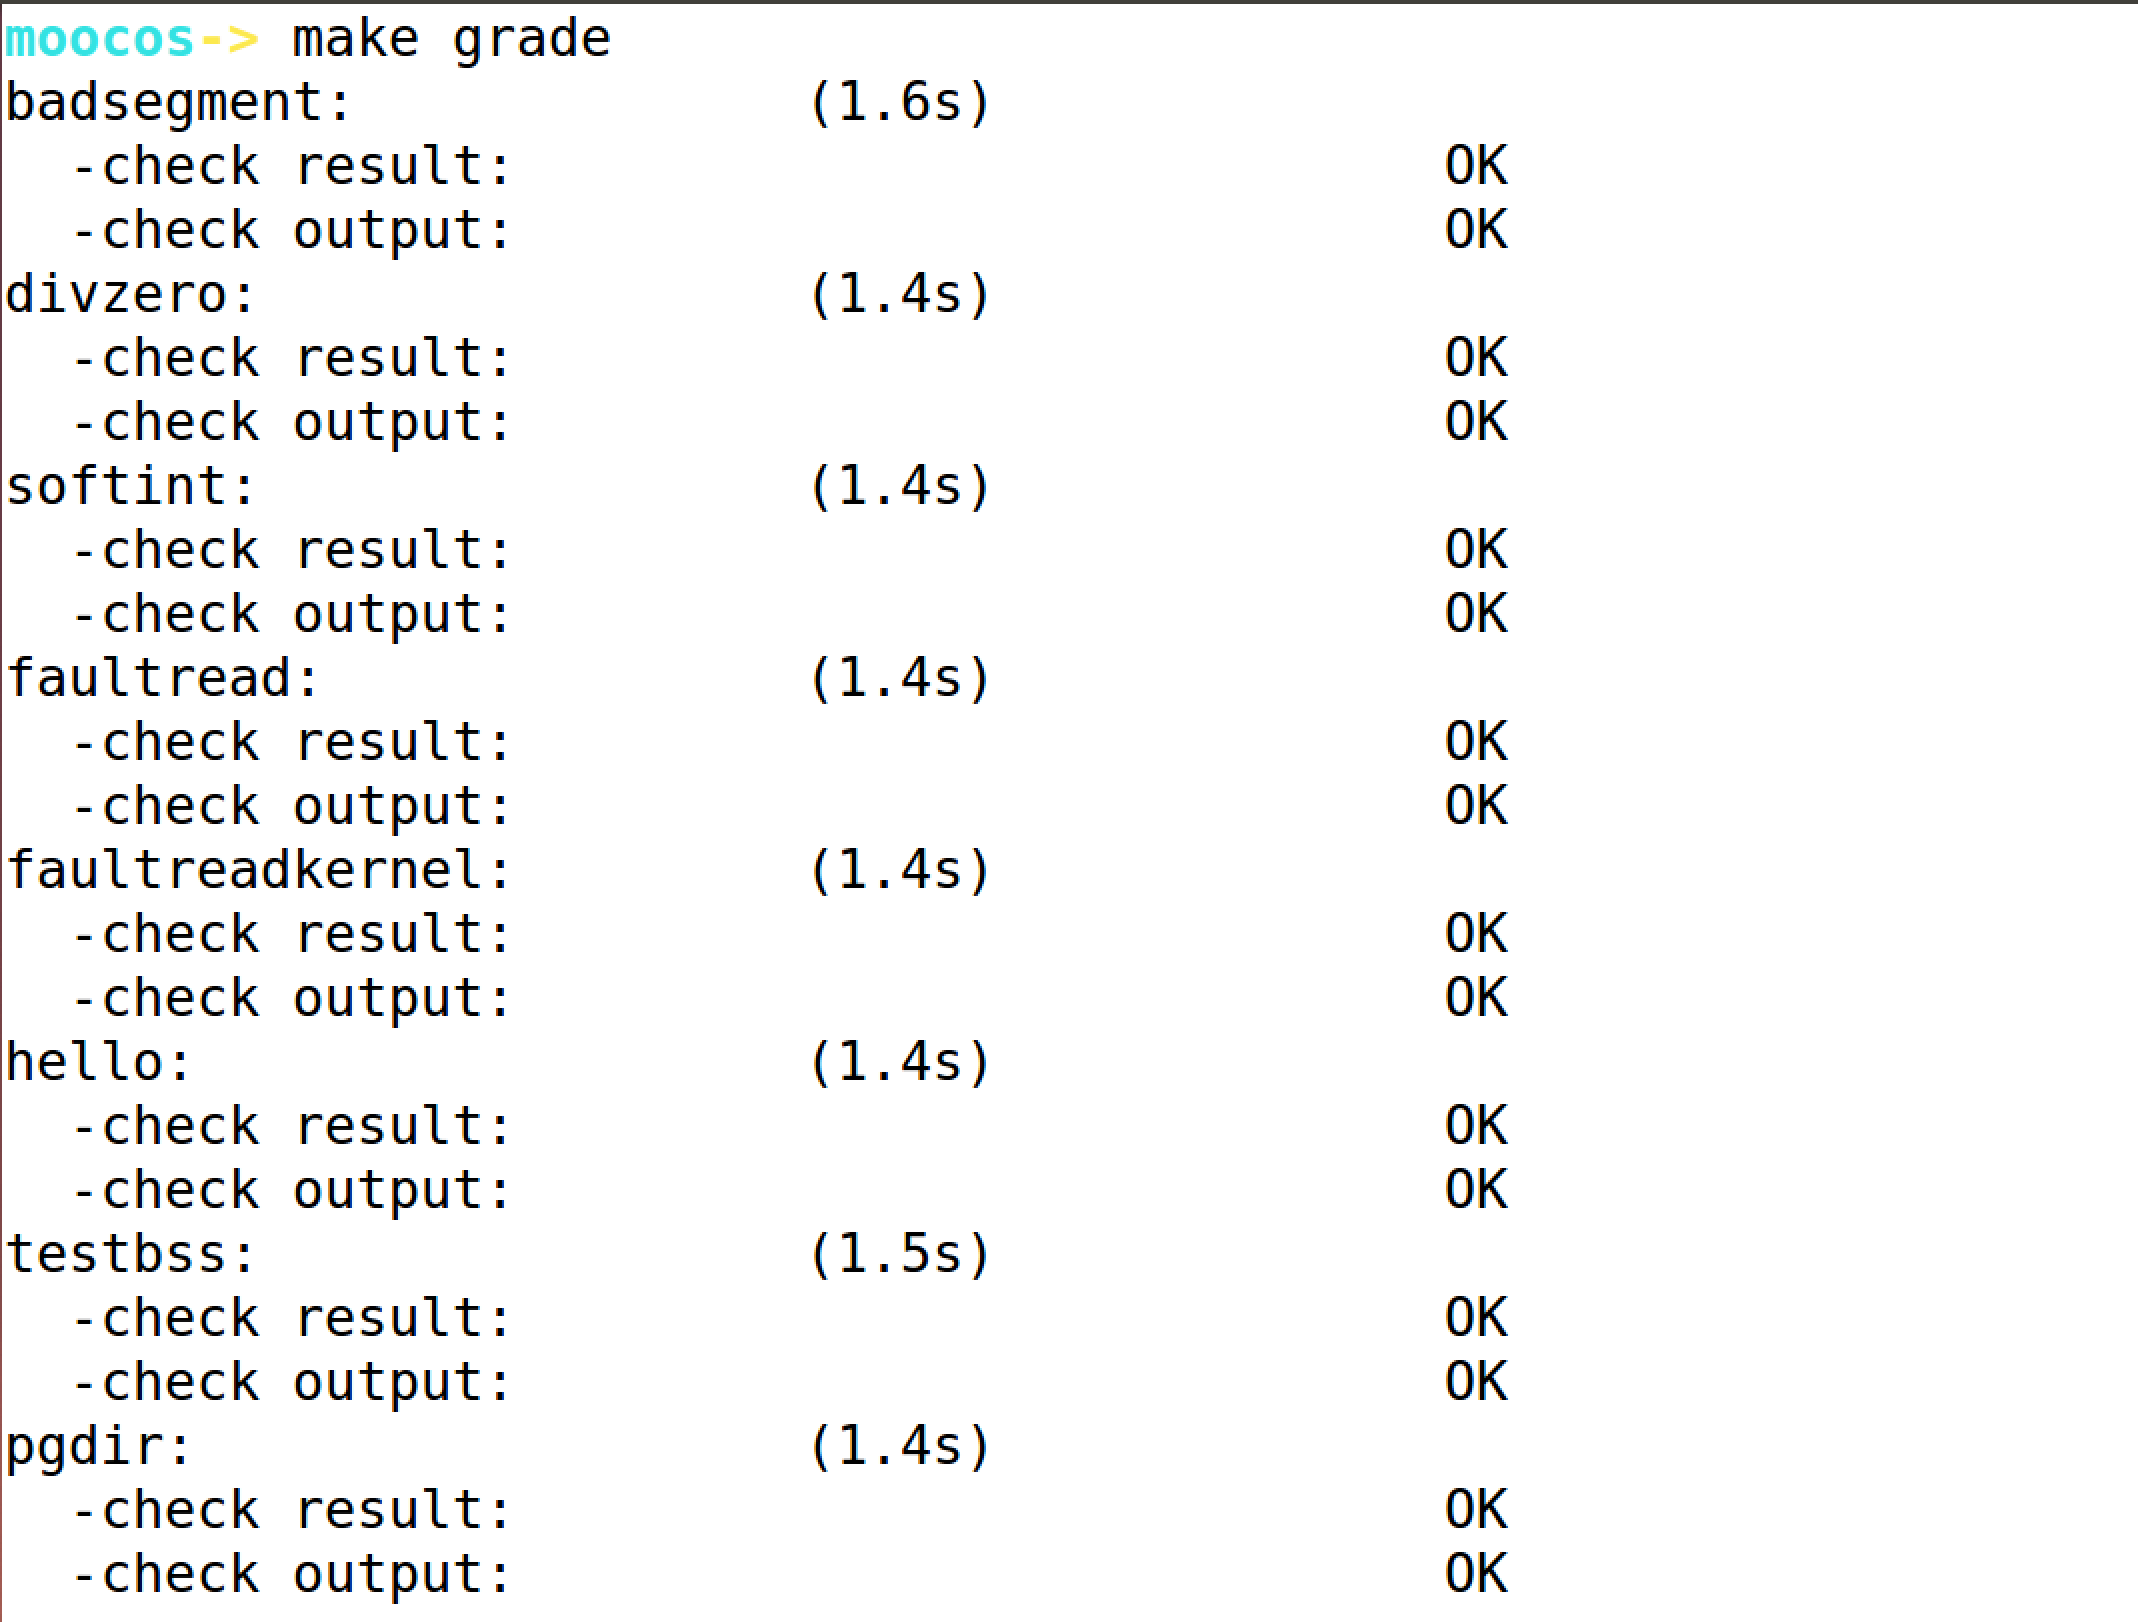 moocos-> make grade
badsegment: (1.6s)
  -check result: OK
  -check output: OK
divzero: (1.4s)
  -check result: OK
  -check output: OK
softint: (1.4s)
  -check result: OK
  -check output: OK
faultread: (1.4s)
  -check result: OK
  -check output: OK
faultreadkernel: (1.4s)
  -check result: OK
  -check output: OK
hello: (1.4s)
  -check result: OK
  -check output: OK
testbss: (1.5s)
  -check result: OK
  -check output: OK
pgdir: (1.4s)
  -check result: OK
  -check output: OK